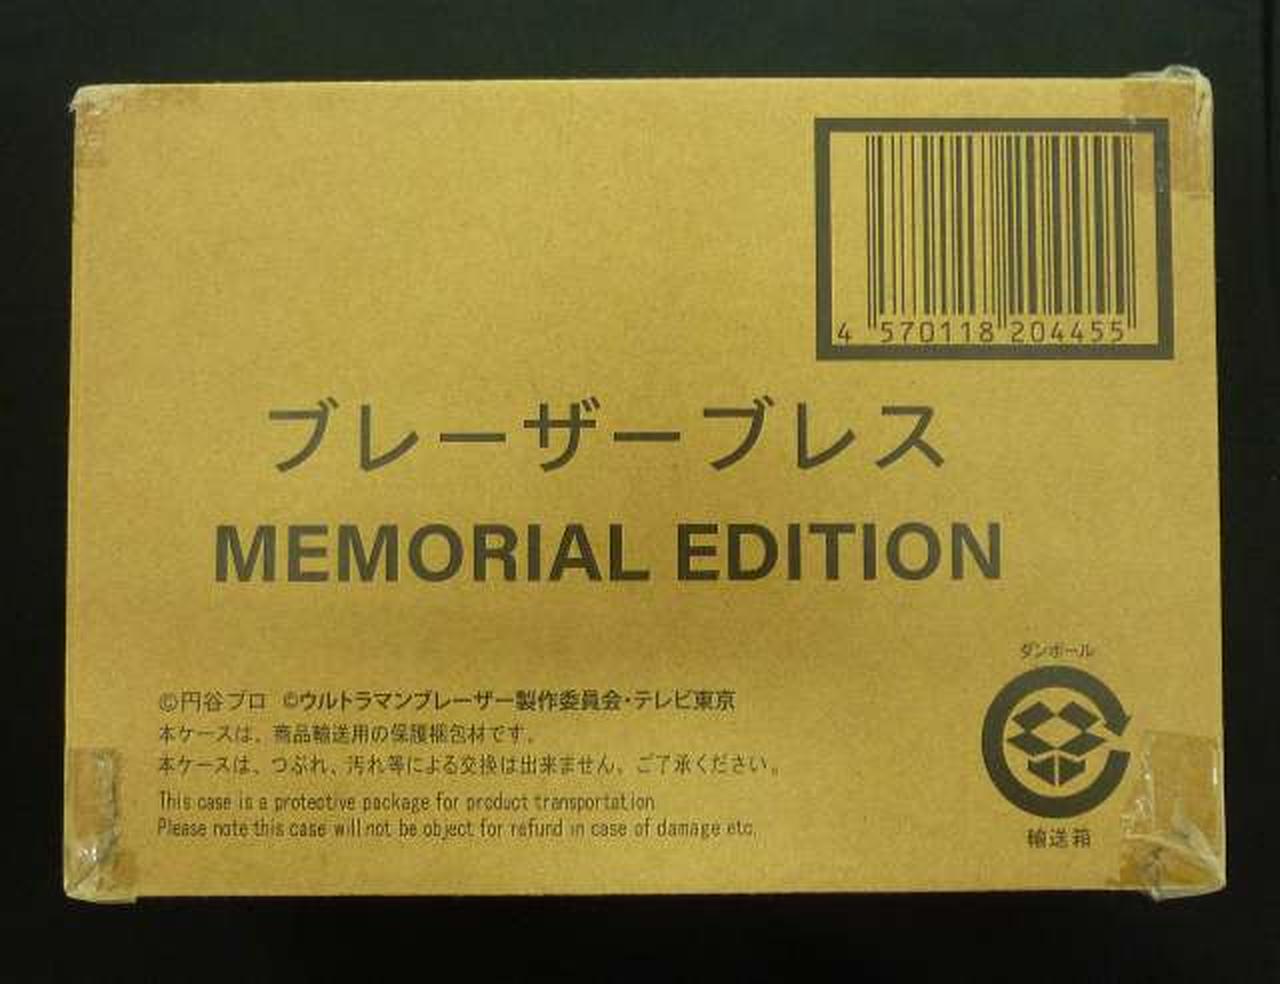 4 570118 204455
ブレーザーブレス
MEMORIAL EDITION
ダンボール
©円谷プロ ©ウルトラマンブレーザー製作委員会・テレビ東京
本ケースは、商品輸送用の保護梱包材です。
本ケースは、つぶれ、汚れ等による交換は出来ません。ご了承ください。
This case is a protective package for product transportation
Please note this case will not be object for refund in case of damage etc.
輸送箱